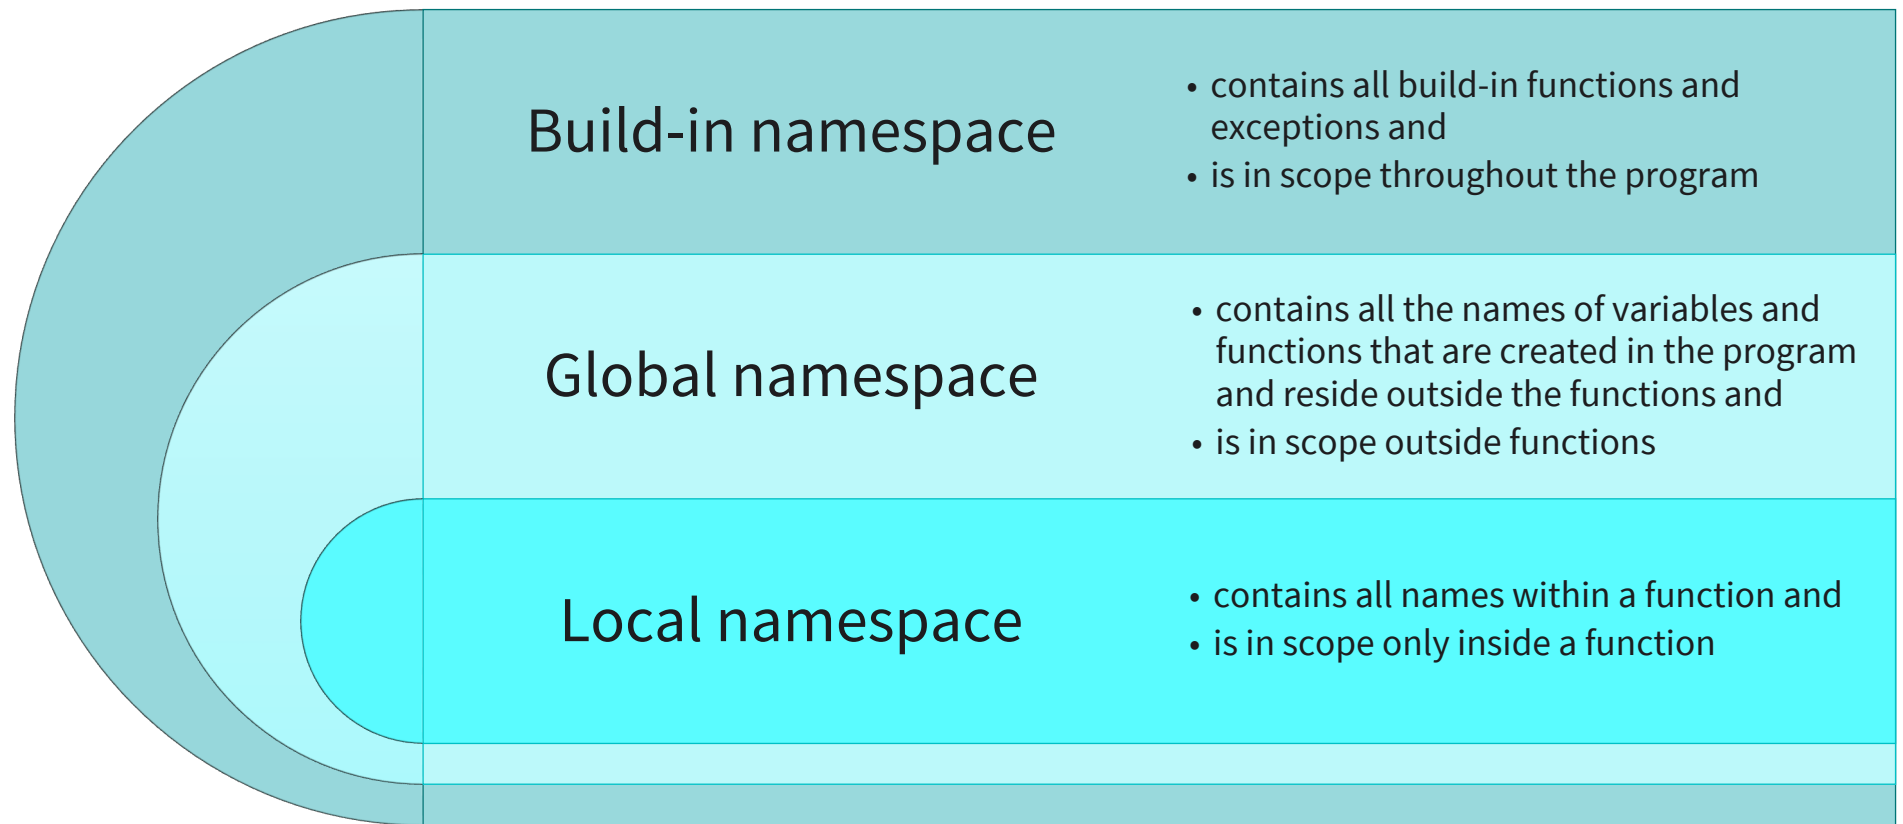 Build-in namespace
• contains all build-in functions and
exceptions and
• is in scope throughout the program
Global namespace
• contains all the names of variables and
functions that are created in the program
and reside outside the functions and
• is in scope outside functions
Local namespace
• contains all names within a function and
• is in scope only inside a function